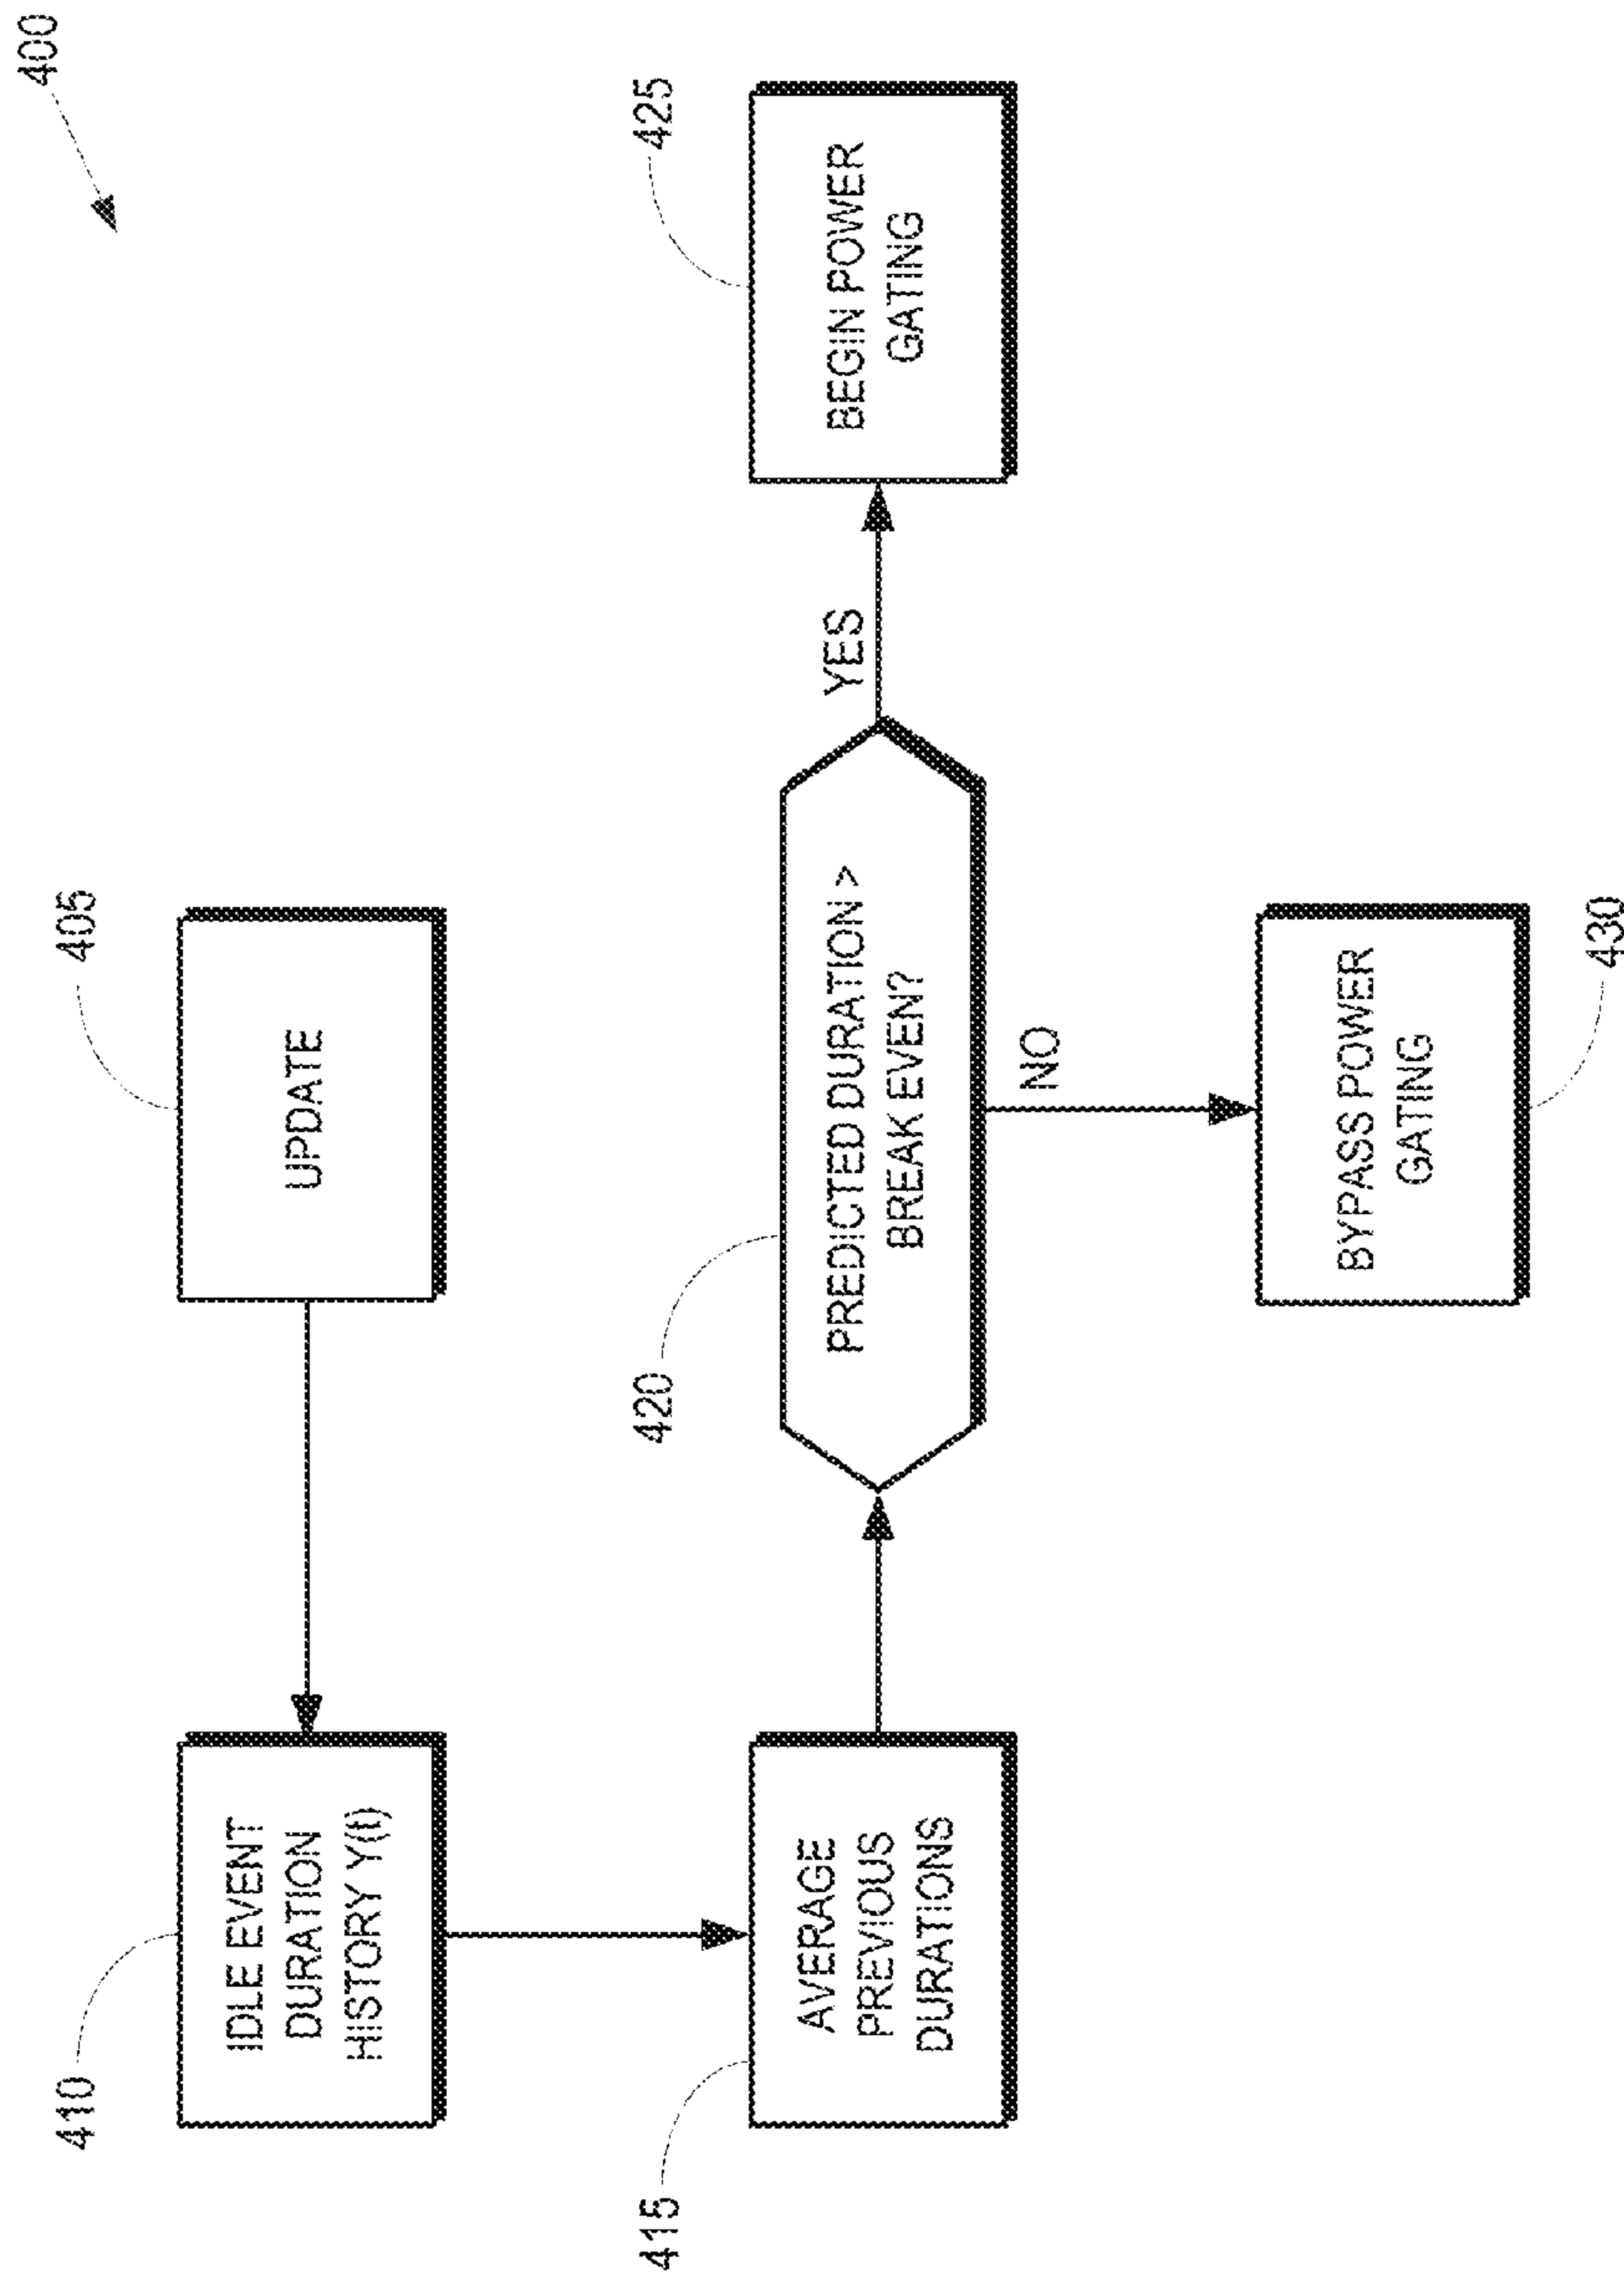 400
405
UPDATE
410
IDLE EVENT
DURATION
HISTORY Y(t)
415
AVERAGE
PREVIOUS
DURATIONS
420
PREDICTED DURATION >
BREAK EVEN?
YES
425
BEGIN POWER
GATING
NO
BYPASS POWER
GATING
430